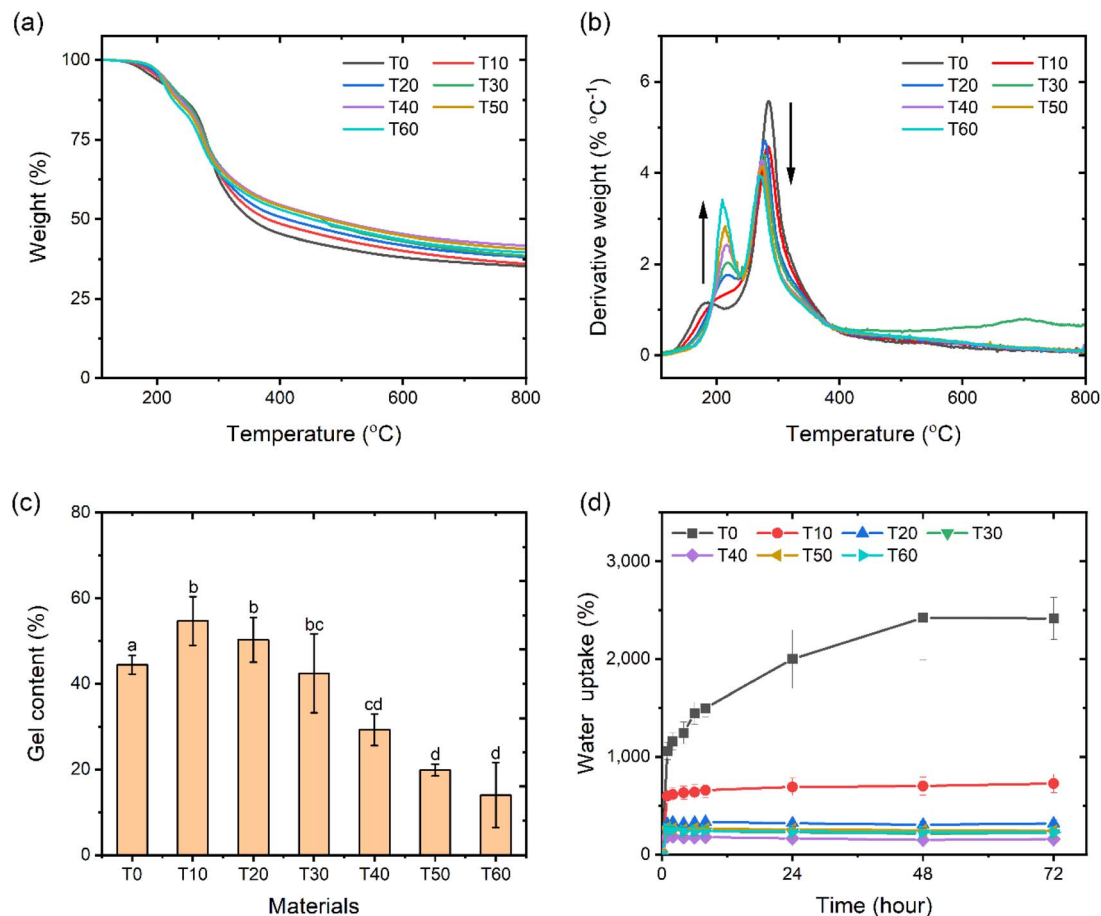 (a)
100
75
50
25
0
Weight (%)
T0 T10
T20 T30
T40 T50
T60
200 400 600 800
Temperature (°C)
(b)
6
4
2
0
Derivative weight (% °C⁻¹)
T0 T10
T20 T30
T40 T50
T60
200 400 600 800
Temperature (°C)
(c)
80
60
40
20
0
Gel content (%)
a b b bc cd d d
T0 T10 T20 T30 T40 T50 T60
Materials
(d)
3,000
2,000
1,000
0
Water uptake (%)
T0 T10 T20 T30
T40 T50 T60
0 24 48 72
Time (hour)